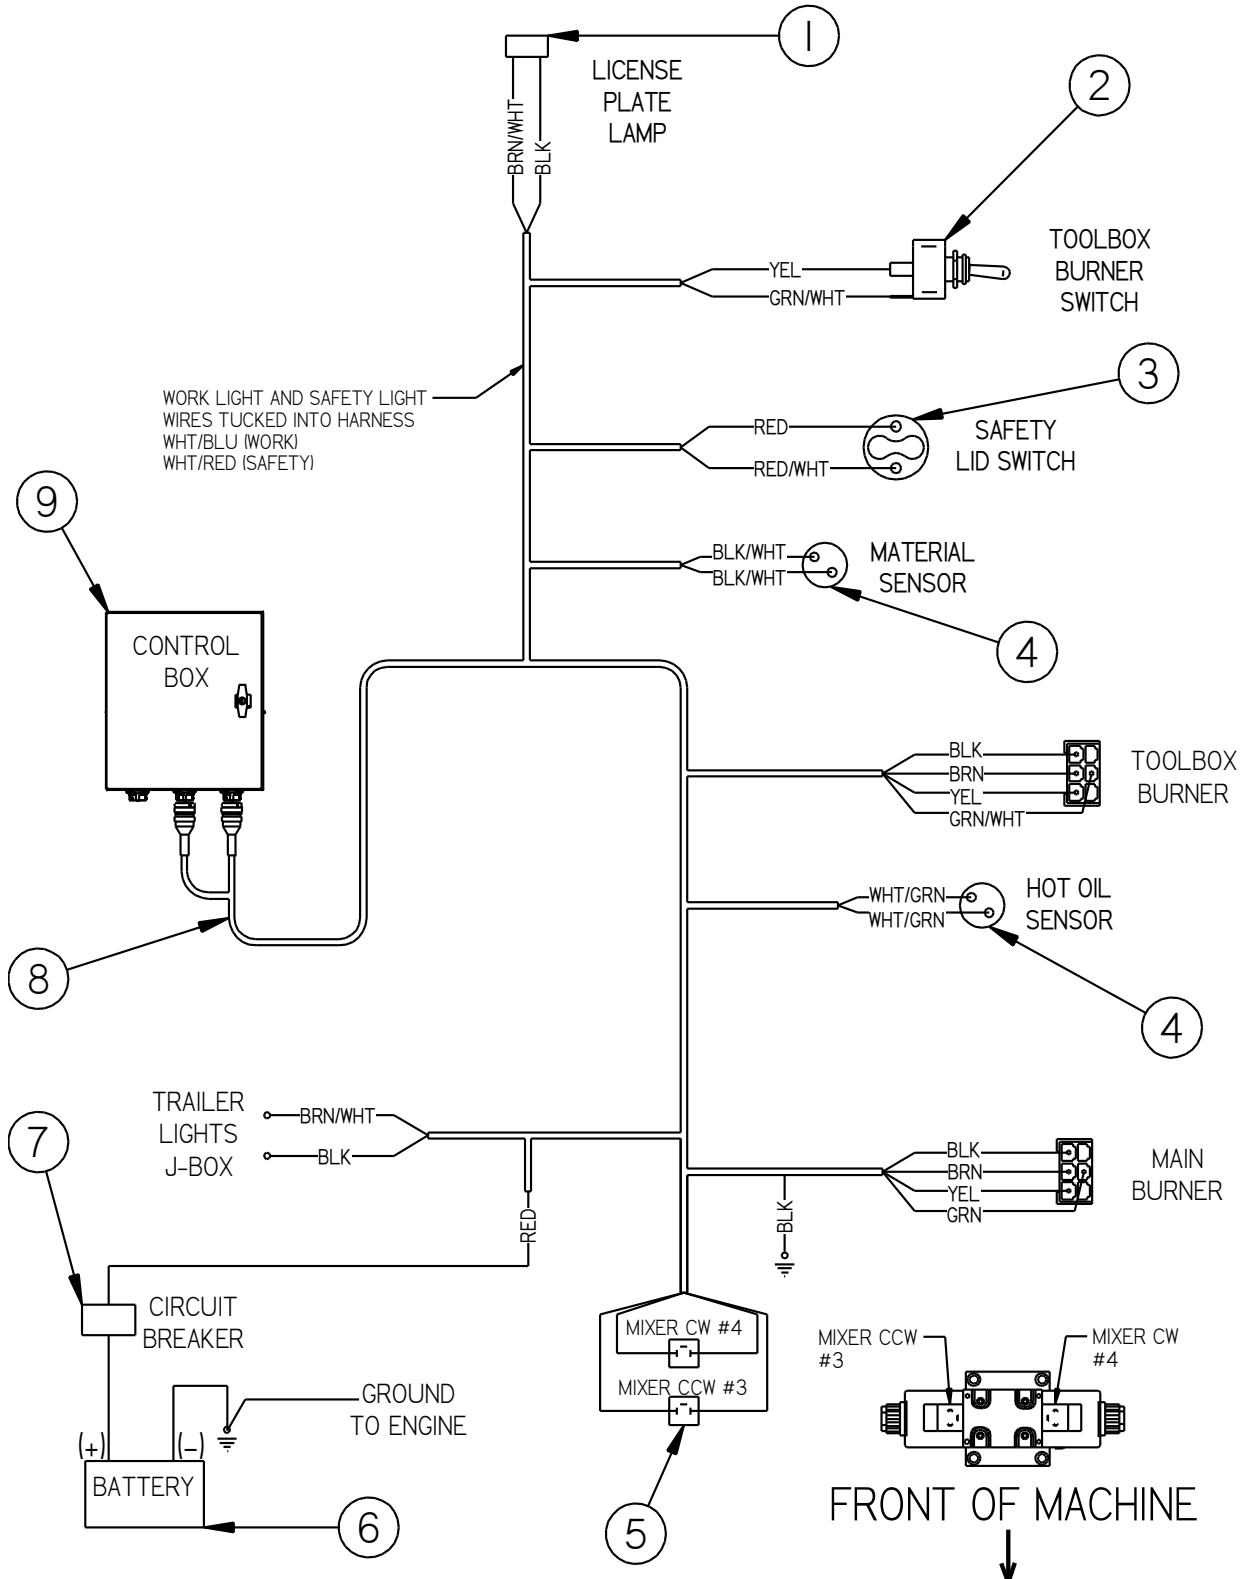 1
LICENSE
PLATE
LAMP
BRN/WHT
BLK
2
TOOLBOX
BURNER
SWITCH
YEL
GRN/WHT
3
WORK LIGHT AND SAFETY LIGHT
WIRES TUCKED INTO HARNESS
WHT/BLU (WORK)
WHT/RED (SAFETY)
RED
RED/WHT
SAFETY
LID SWITCH
9
BLK/WHT
BLK/WHT
MATERIAL
SENSOR
4
CONTROL
BOX
BLK
BRN
YEL
GRN/WHT
TOOLBOX
BURNER
WHT/GRN
WHT/GRN
HOT OIL
SENSOR
8
4
TRAILER
LIGHTS
J-BOX
BRN/WHT
BLK
7
RED
BLK
BRN
YEL
GRN
MAIN
BURNER
BLK
CIRCUIT
BREAKER
MIXER CW #4
MIXER CCW #3
MIXER CCW
#3
MIXER CW
#4
GROUND
TO ENGINE
(+)
(-)
BATTERY
6
5
FRONT OF MACHINE